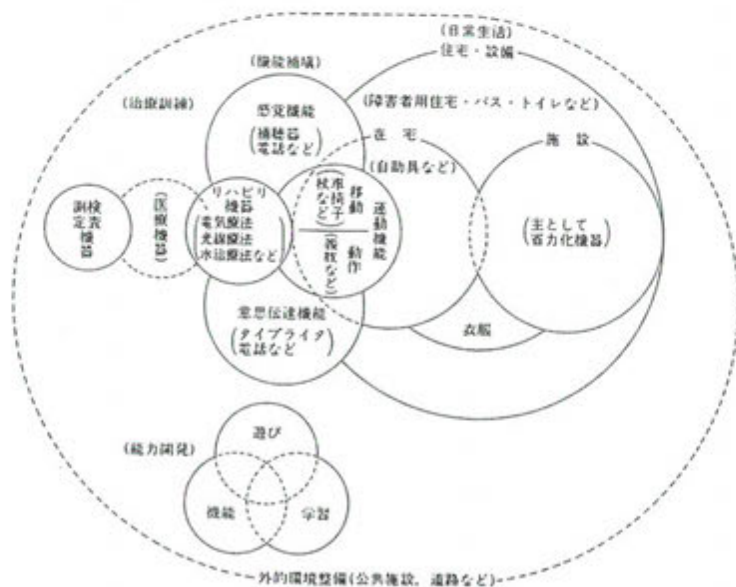 (日常生活)
住宅・設備
(機能補塡)
(治療訓練)
(障害者用住宅・バス・トイレなど)
感覚機能
(補聴器
電話など)
在宅
(自助具など)
施設
(主として
省力化機器)
検査
測定
機器
(医療機器)
リハビリ
機器
(電気療法
光線療法
水治療法など)
運動機能
移動
(車椅子
杖など)
動作
(義肢など)
意思伝達機能
(タイプライタ
電話など)
衣服
(能力開発)
遊び
機能
学習
外的環境整備(公共施設，道路など)